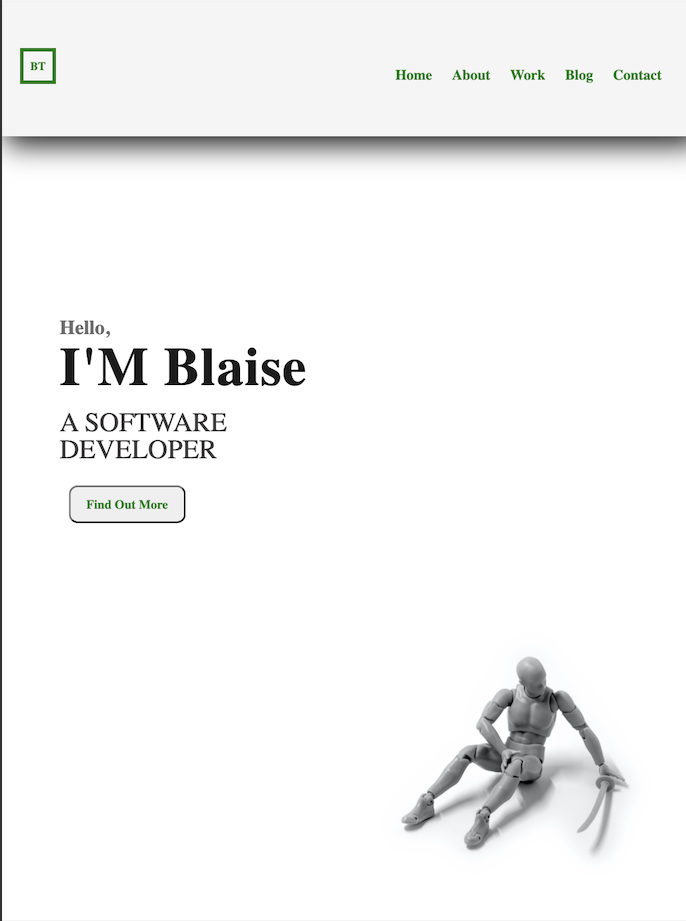 BT
Home About Work Blog Contact
Hello,
I'M Blaise
A SOFTWARE
DEVELOPER
Find Out More